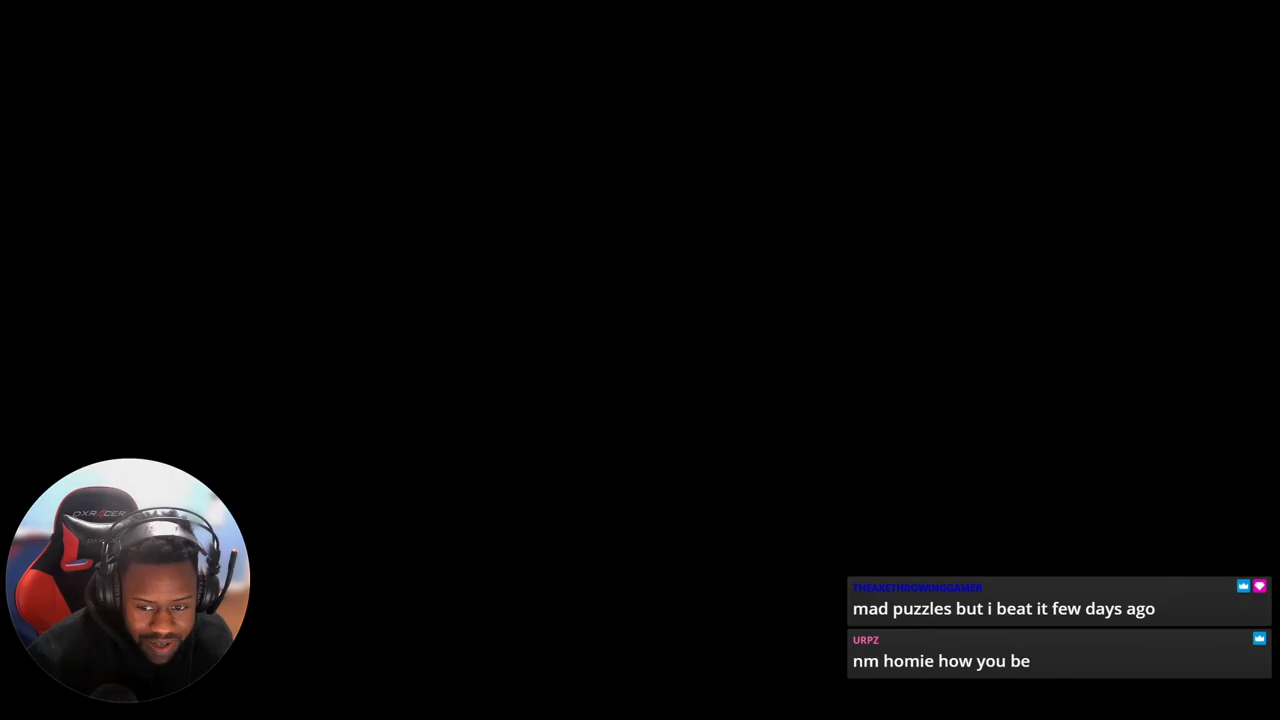 DXRACER
THEAXETHROWINGGAMER
mad puzzles but i beat it few days ago
URPZ
nm homie how you be